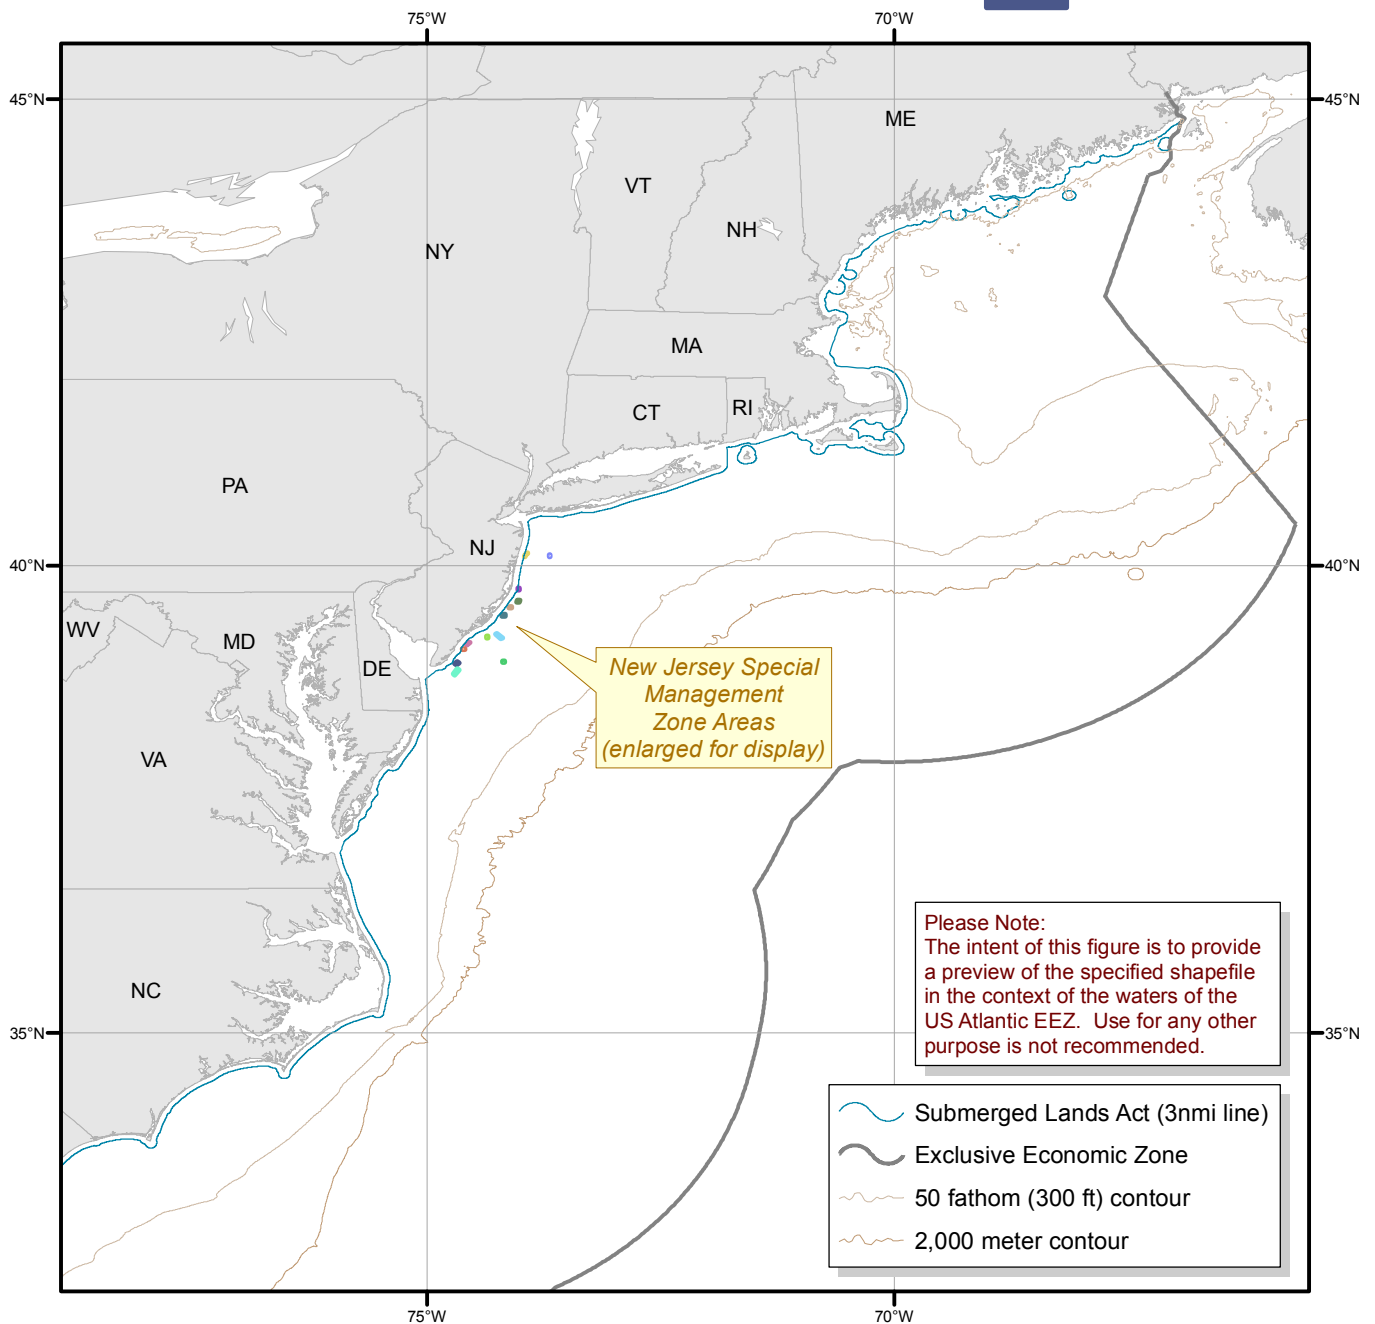 75°W
70°W
45°N
45°N
ME
VT
NH
NY
MA
CT
RI
PA
NJ
40°N
40°N
WV
MD
DE
New Jersey Special
Management
Zone Areas
(enlarged for display)
VA
Please Note:
The intent of this figure is to provide
a preview of the specified shapefile
in the context of the waters of the
US Atlantic EEZ. Use for any other
purpose is not recommended.
NC
35°N
35°N
Submerged Lands Act (3nmi line)
Exclusive Economic Zone
50 fathom (300 ft) contour
2,000 meter contour
75°W
70°W